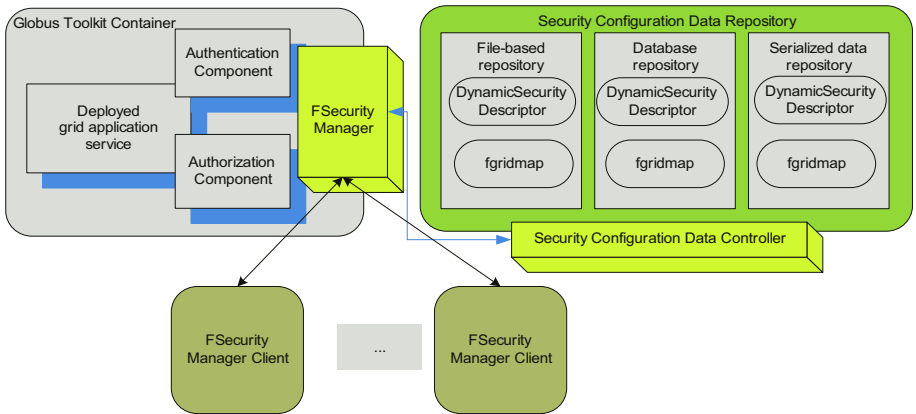 Globus Toolkit Container
Authentication
Component
Deployed
grid application
service
Authorization
Component
FSecurity
Manager
Security Configuration Data Repository
File-based
repository
DynamicSecurity
Descriptor
fgridmap
Database
repository
DynamicSecurity
Descriptor
fgridmap
Serialized data
repository
DynamicSecurity
Descriptor
fgridmap
Security Configuration Data Controller
FSecurity
Manager Client
...
FSecurity
Manager Client